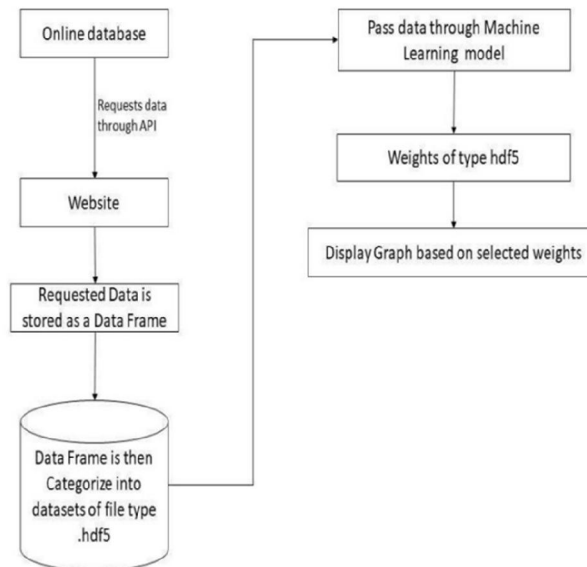 Online database
Requests data
through API
Website
Requested Data is
stored as a Data Frame
Data Frame is then
Categorize into
datasets of file type
.hdf5
Pass data through Machine
Learning model
Weights of type hdf5
Display Graph based on selected weights